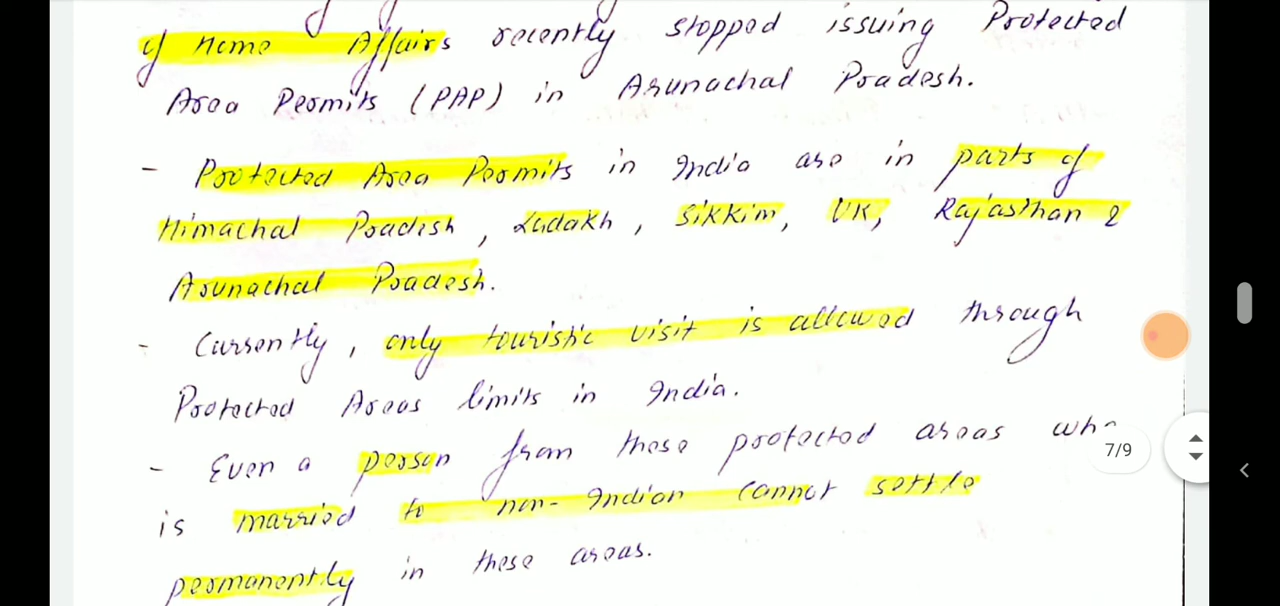 of Home Affairs recently stopped issuing Protected
Area Permits (PAP) in Arunachal Pradesh.
- Protected Area Permits in India are in parts of
Himachal Pradesh, Ladakh, Sikkim, UK, Rajasthan &
Arunachal Pradesh.
- Currently, only touristic visit is allowed through
Protected Areas limits in India.
- Even a person from these protected areas who
7/9
is married to non-Indian cannot settle
permanently in these areas.